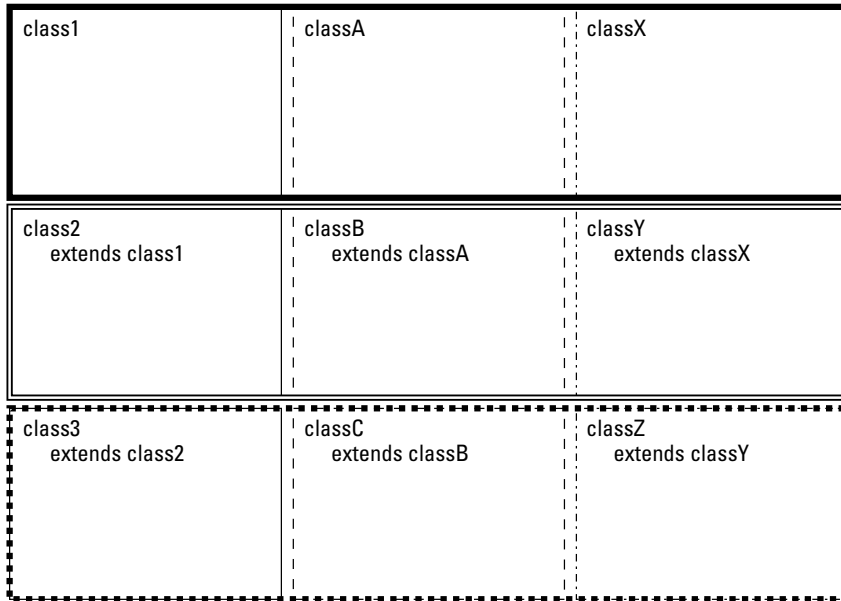 class1
classA
classX
class2
extends class1
classB
extends classA
classY
extends classX
class3
extends class2
classC
extends classB
classZ
extends classY